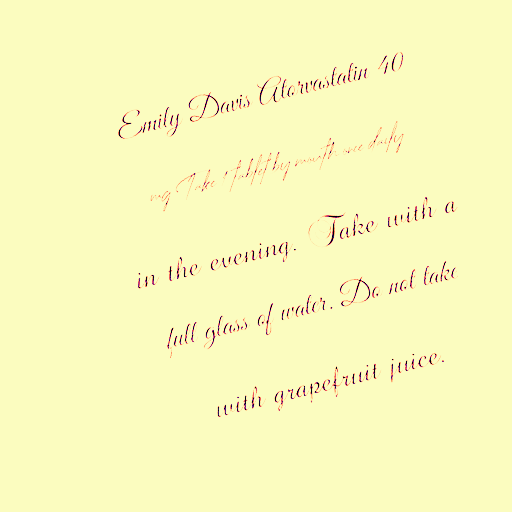 Emily Davis Atorvastatin 40
mg Take 1 tablet by mouth once daily
in the evening. Take with a
full glass of water. Do not take
with grapefruit juice.